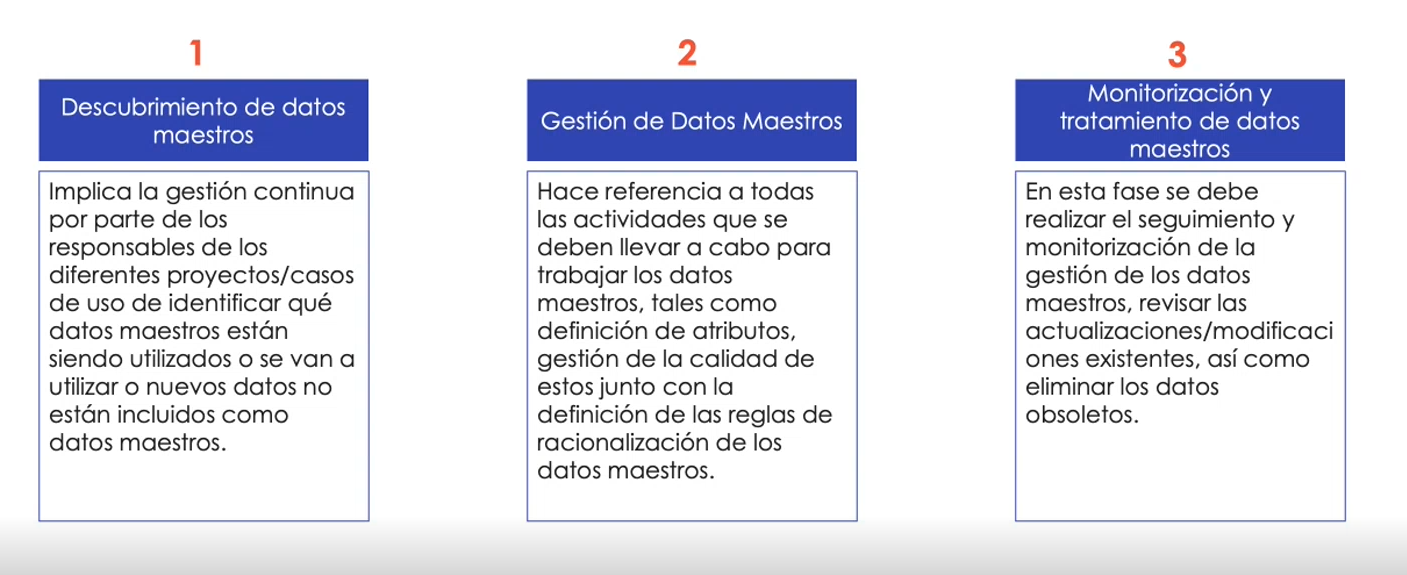 1
Descubrimiento de datos
maestros
Implica la gestión continua
por parte de los
responsables de los
diferentes proyectos/casos
de uso de identificar qué
datos maestros están
siendo utilizados o se van a
utilizar o nuevos datos no
están incluidos como
datos maestros.
2
Gestión de Datos Maestros
Hace referencia a todas
las actividades que se
deben llevar a cabo para
trabajar los datos
maestros, tales como
definición de atributos,
gestión de la calidad de
estos junto con la
definición de las reglas de
racionalización de los
datos maestros.
3
Monitorización y
tratamiento de datos
maestros
En esta fase se debe
realizar el seguimiento y
monitorización de la
gestión de los datos
maestros, revisar las
actualizaciones/modificaci
ones existentes, así como
eliminar los datos
obsoletos.